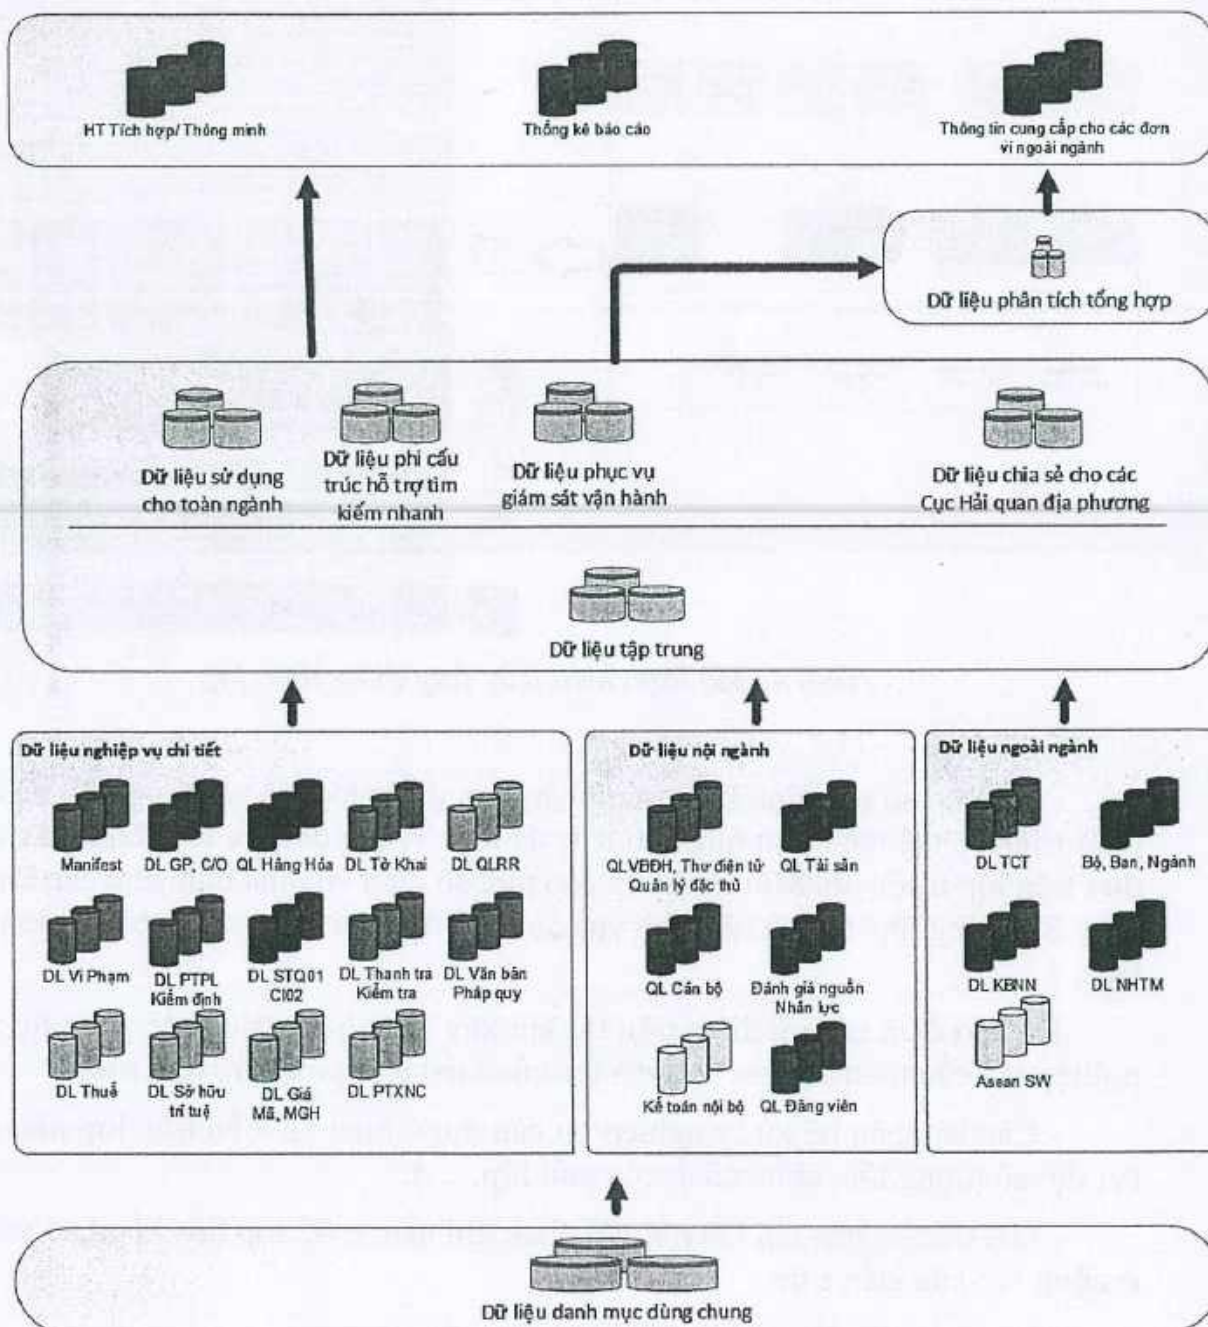 HT Tích hợp/ Thông minh
Thống kê báo cáo
Thông tin cung cấp cho các đơn
vị ngoài ngành
Dữ liệu phân tích tổng hợp
Dữ liệu sử dụng
cho toàn ngành
Dữ liệu phi cấu
trúc hỗ trợ tìm
kiếm nhanh
Dữ liệu phục vụ
giám sát vận hành
Dữ liệu chia sẻ cho các
Cục Hải quan địa phương
Dữ liệu tập trung
Dữ liệu nghiệp vụ chi tiết
Manifest
DL GP, C/O
QL Hàng Hóa
DL Tờ Khai
DL QLRR
DL Vi Phạm
DL PTPL
Kiểm định
DL STQ01
CI02
DL Thanh tra
Kiểm tra
DL Văn bản
Pháp quy
DL Thuế
DL Sở hữu
trí tuệ
DL Giá
Mã, MGH
DL PTXNC
Dữ liệu nội ngành
QLVBĐH, Thư điện tử
Quản lý đặc thù
QL Tài sản
QL Cán bộ
Đánh giá nguồn
Nhân lực
Kế toán nội bộ
QL Đảng viên
Dữ liệu ngoài ngành
DL TCT
Bộ, Ban, Ngành
DL KBNN
DL NHTM
Asean SW
Dữ liệu danh mục dùng chung